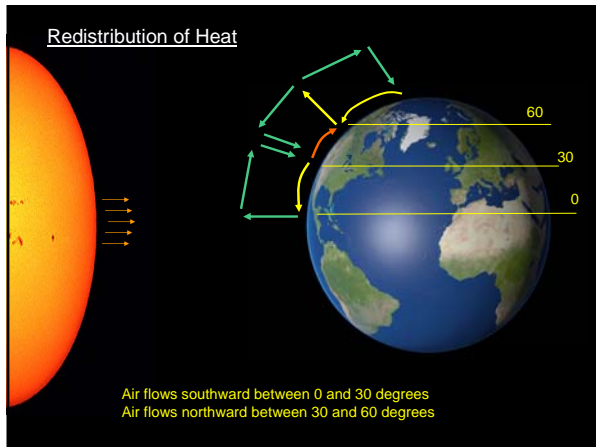 Redistribution of Heat
60
30
0
Air flows southward between 0 and 30 degrees
Air flows northward between 30 and 60 degrees